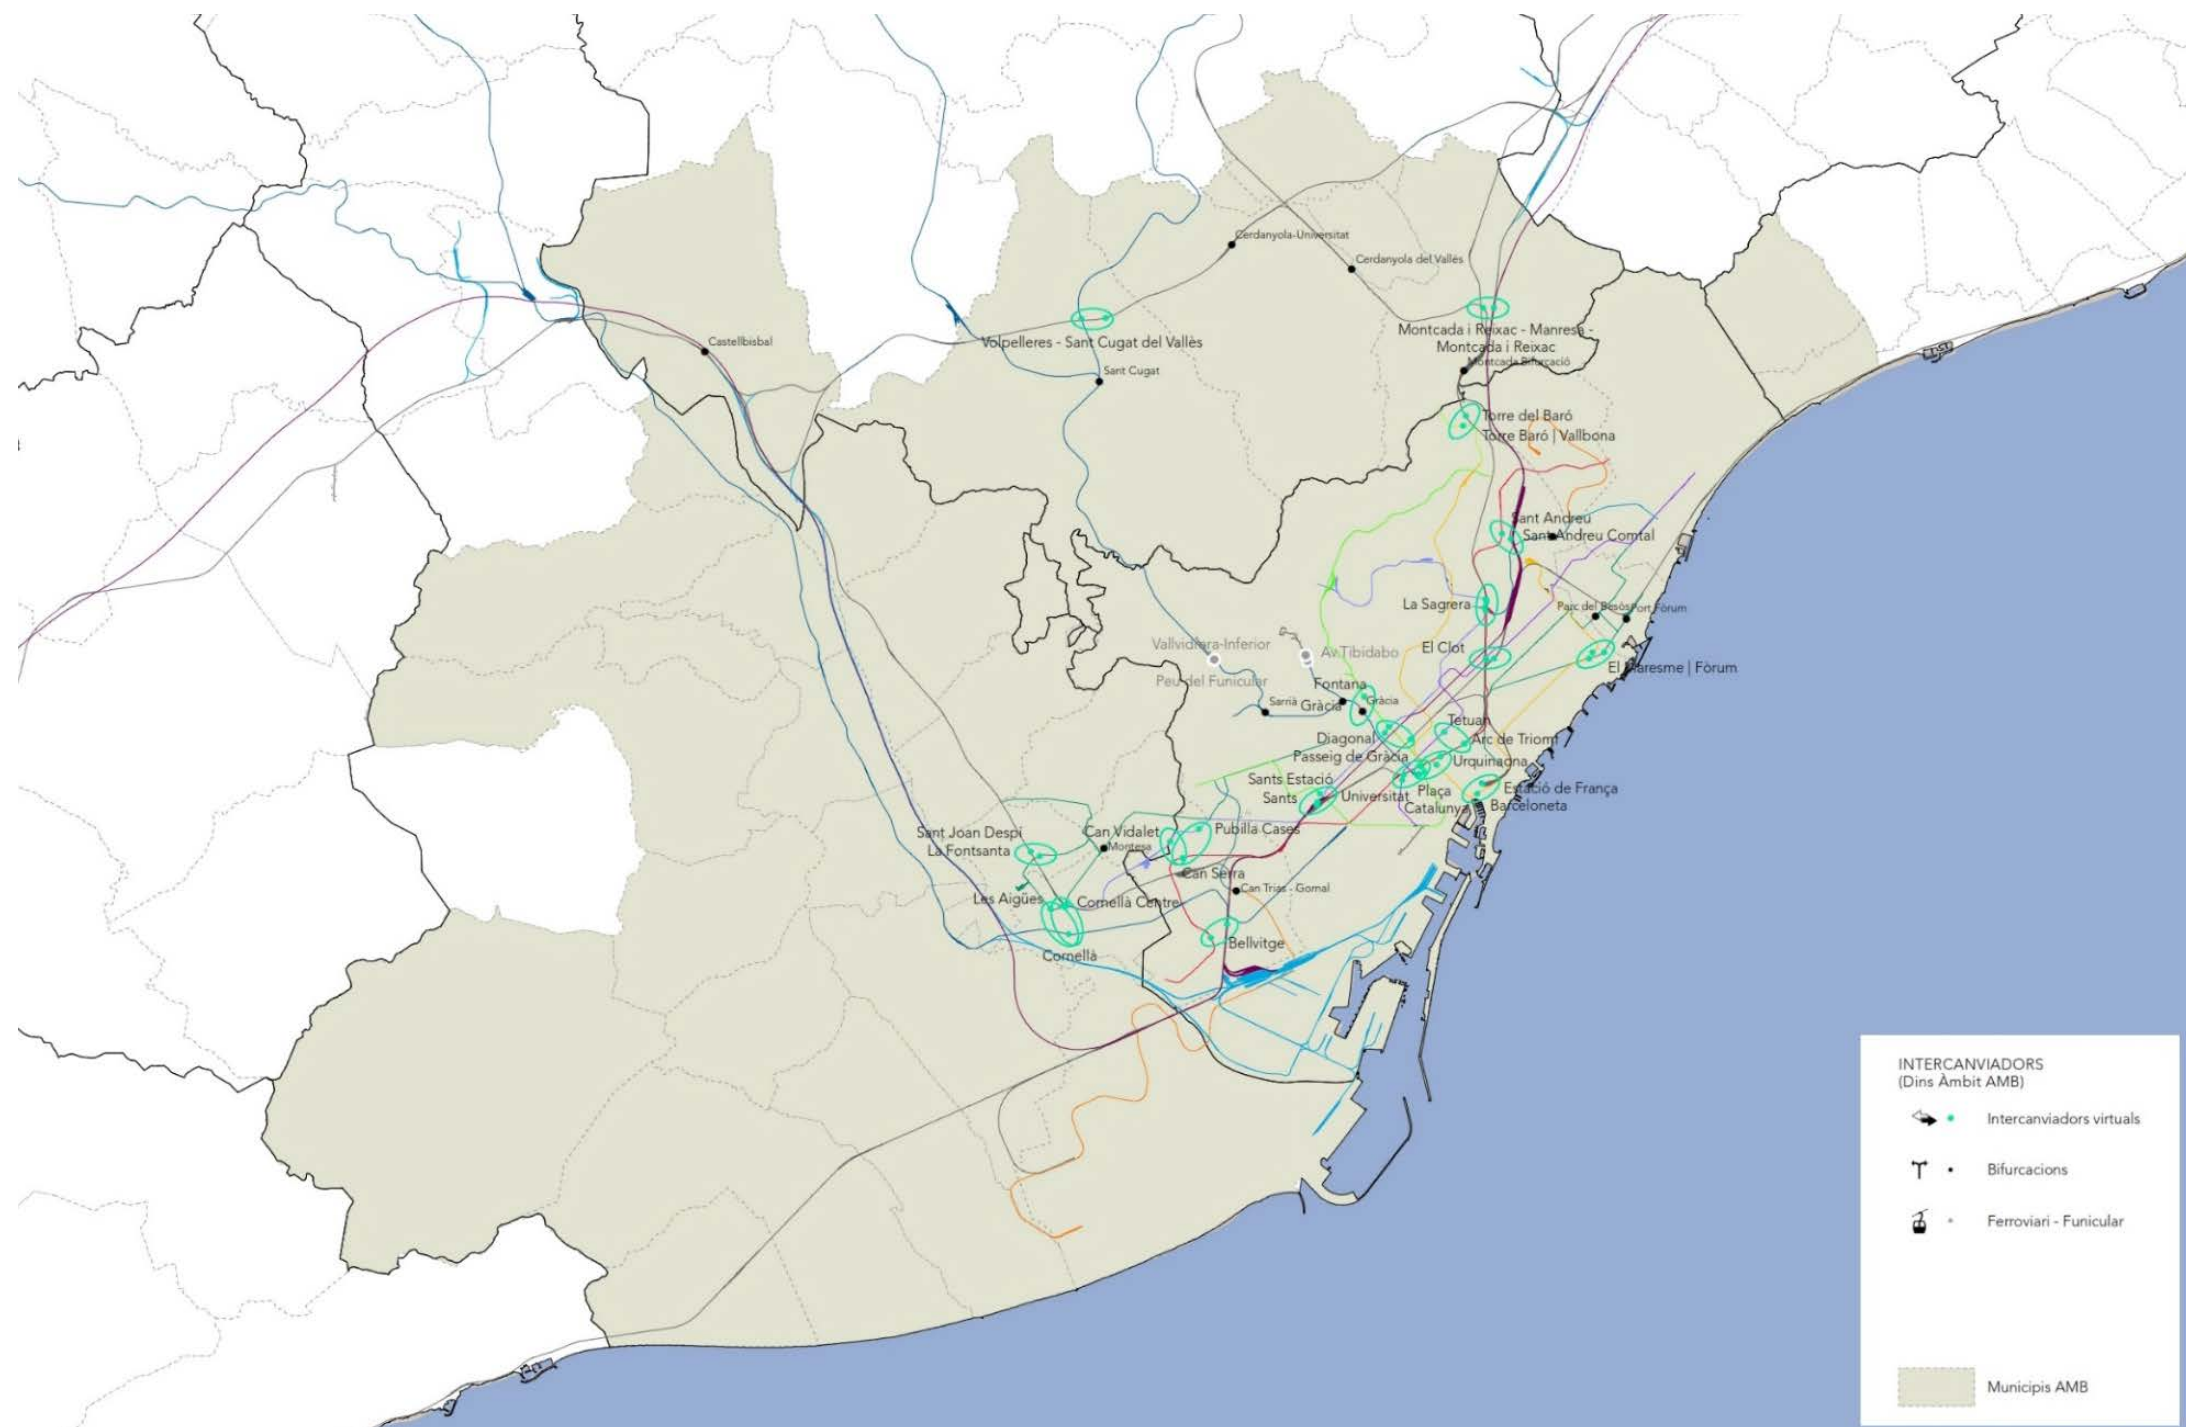 Cerdanyola-Universitat
Cerdanyola del Vallès
Castellbisbal
Volpelleres - Sant Cugat del Vallès
Sant Cugat
Montcada i Reixac - Manresa -
Montcada i Reixac
Montcada Bifurcació
Torre del Baró
Torre Baró | Vallbona
Sant Andreu
Sant Andreu Comtal
La Sagrera
Parc del Besòs
Port Fòrum
El Clot
El Maresme | Fòrum
Vallvidrera-Inferior
Av.Tibidabo
Peu del Funicular
Fontana
Sarrià
Gràcia
Gràcia
Tetuan
Diagonal
Arc de Triomf
Passeig de Gràcia
Urquinaona
Sants Estació
Sants
Universitat
Plaça
Catalunya
Estació de França
Barceloneta
Sant Joan Despí
La Fontsanta
Can Vidalet
Pubilla Cases
Montesa
Can Serra
Can Trias - Gornal
Les Aigües
Cornellà Centre
Bellvitge
Cornellà
INTERCANVIADORS
(Dins Àmbit AMB)
Intercanviadors virtuals
Bifurcacions
Ferroviari - Funicular
Municipis AMB